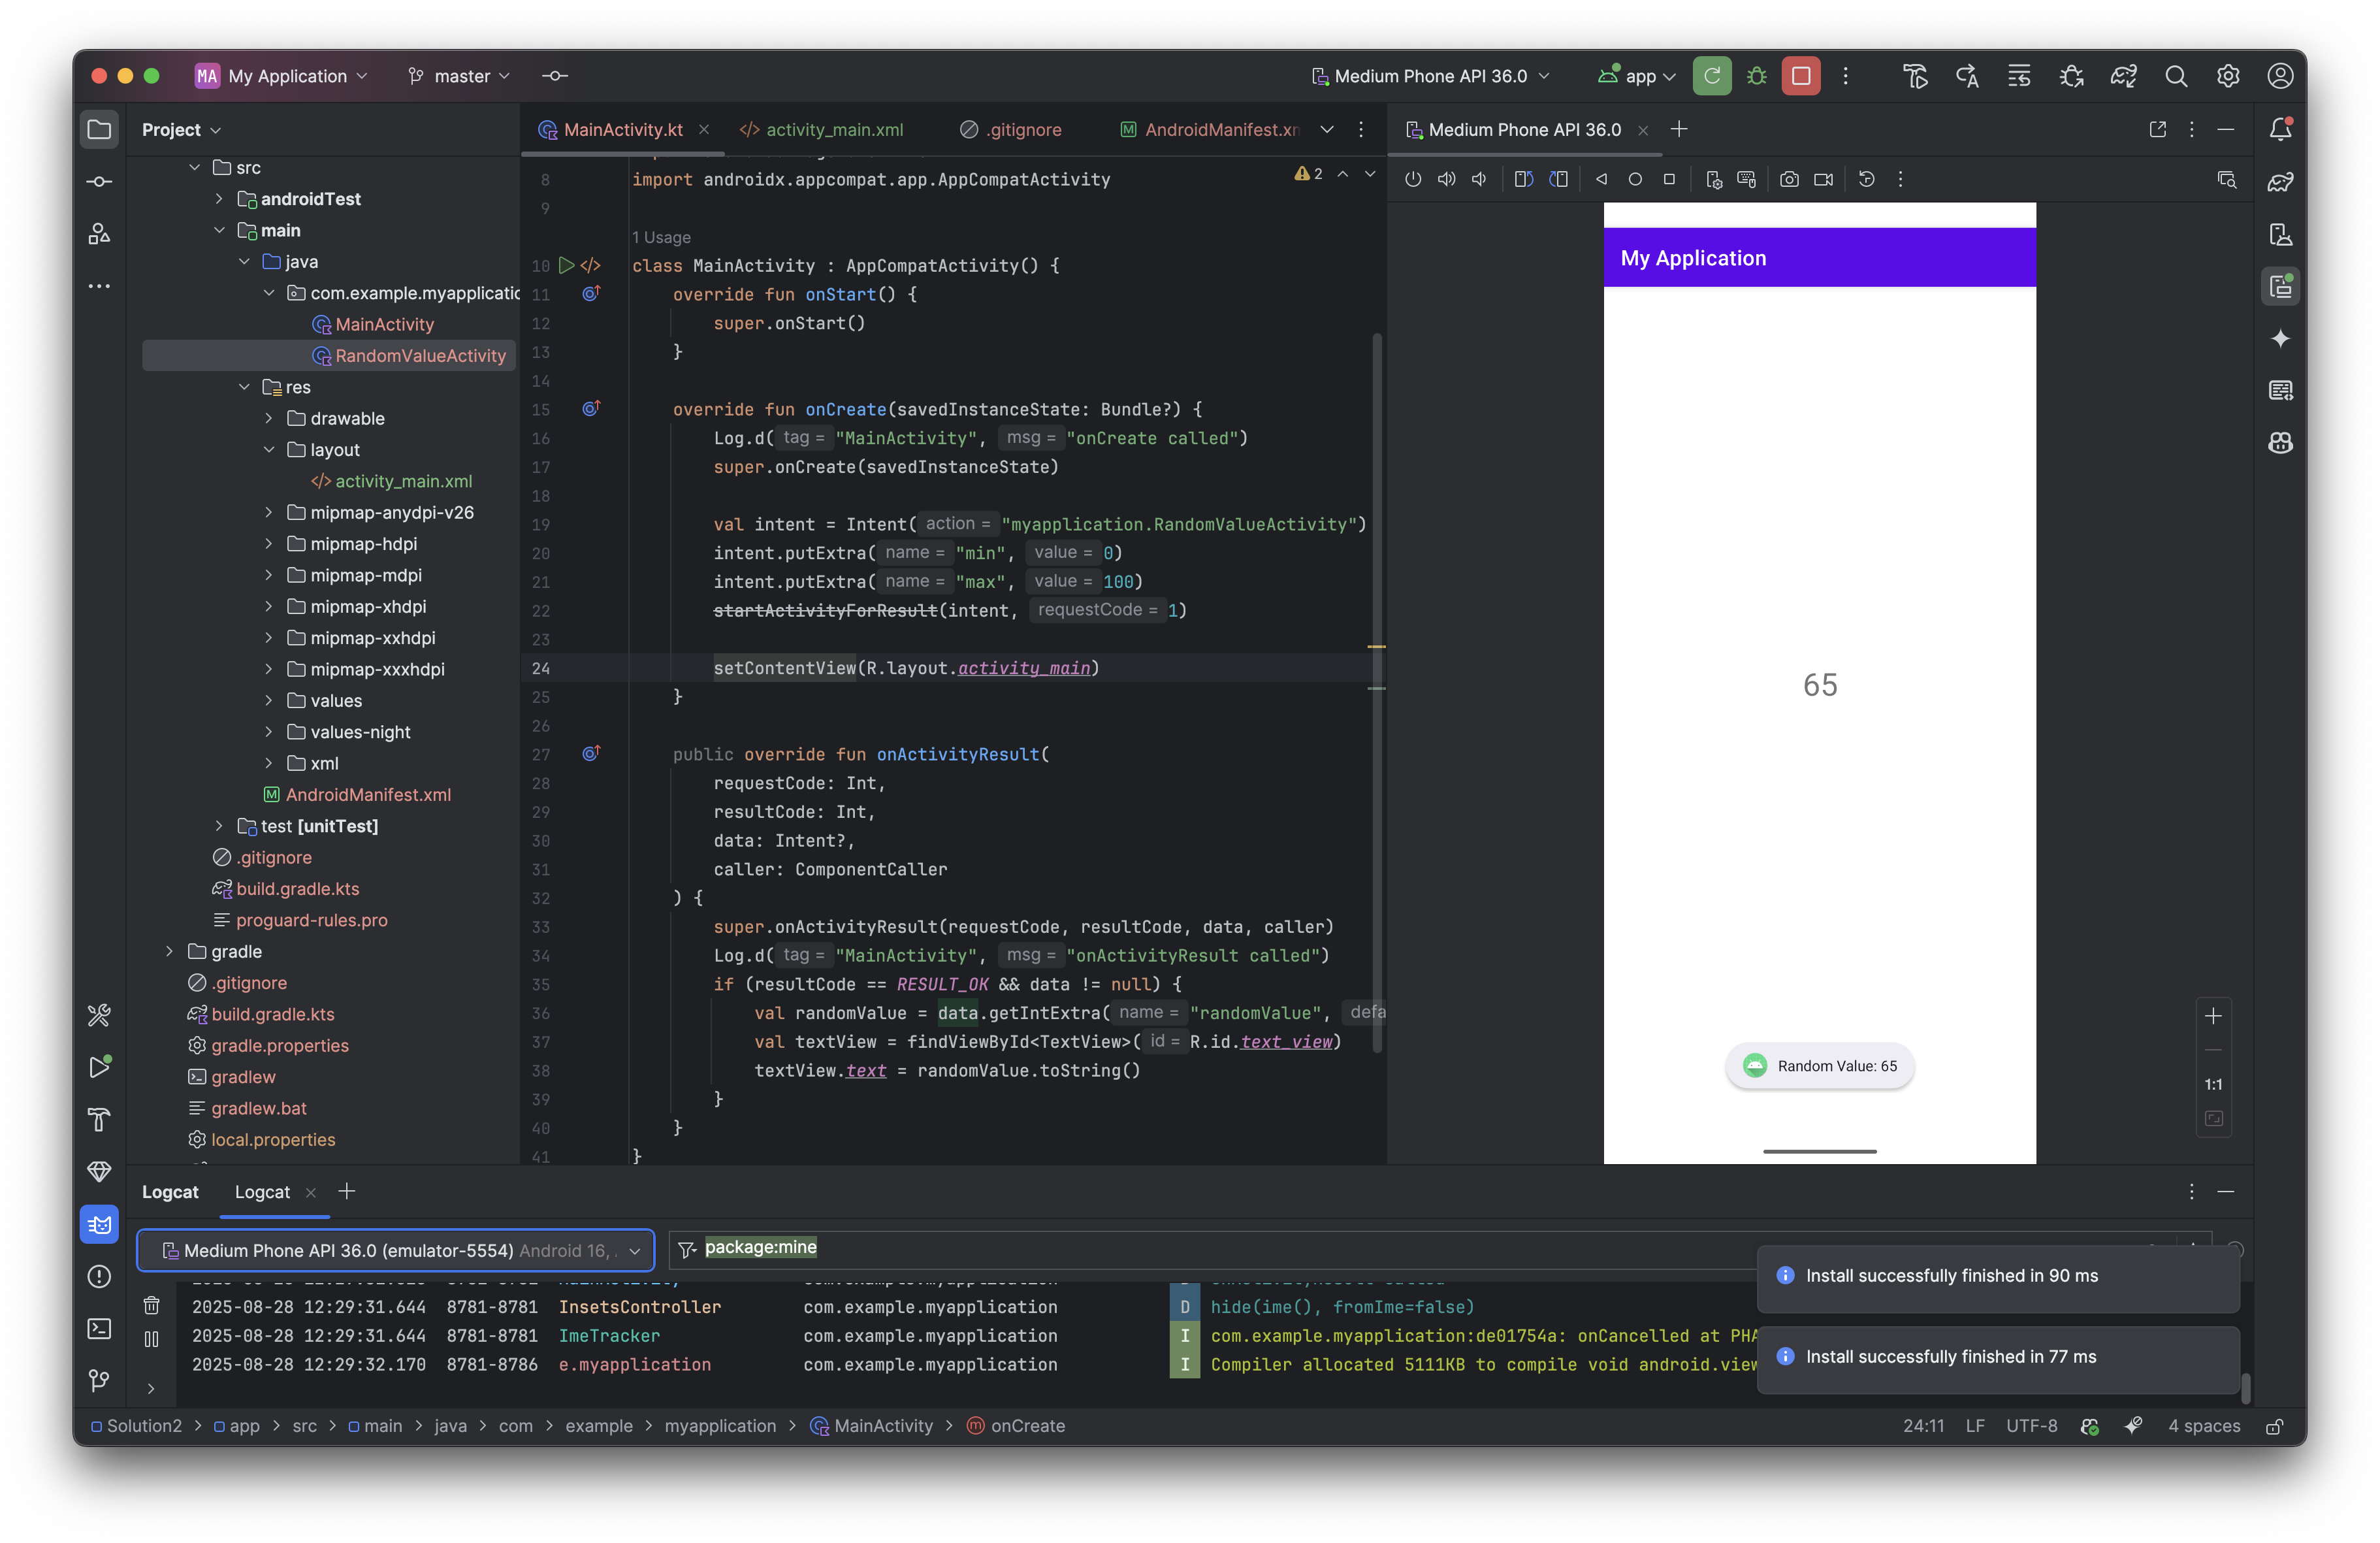 MA My Application master Medium Phone API 36.0 app
Project
src
androidTest
main
java
com.example.myapplicatio
MainActivity
RandomValueActivity
res
drawable
layout
</> activity_main.xml
mipmap-anydpi-v26
mipmap-hdpi
mipmap-mdpi
mipmap-xhdpi
mipmap-xxhdpi
mipmap-xxxhdpi
values
values-night
xml
M AndroidManifest.xml
test [unitTest]
.gitignore
build.gradle.kts
proguard-rules.pro
gradle
.gitignore
build.gradle.kts
gradle.properties
gradlew
gradlew.bat
local.properties
MainActivity.kt </> activity_main.xml .gitignore M AndroidManifest.xm
2
8 import androidx.appcompat.app.AppCompatActivity
9
1 Usage
10 </> class MainActivity : AppCompatActivity() {
11 override fun onStart() {
12 super.onStart()
13 }
14
15 override fun onCreate(savedInstanceState: Bundle?) {
16 Log.d( tag = "MainActivity", msg = "onCreate called")
17 super.onCreate(savedInstanceState)
18
19 val intent = Intent( action = "myapplication.RandomValueActivity")
20 intent.putExtra( name = "min", value = 0)
21 intent.putExtra( name = "max", value = 100)
22 startActivityForResult(intent, requestCode = 1)
23
24 setContentView(R.layout.activity_main)
25 }
26
27 public override fun onActivityResult(
28 requestCode: Int,
29 resultCode: Int,
30 data: Intent?,
31 caller: ComponentCaller
32 ) {
33 super.onActivityResult(requestCode, resultCode, data, caller)
34 Log.d( tag = "MainActivity", msg = "onActivityResult called")
35 if (resultCode == RESULT_OK && data != null) {
36 val randomValue = data.getIntExtra( name = "randomValue", defa
37 val textView = findViewById<TextView>( id = R.id.text_view)
38 textView.text = randomValue.toString()
39 }
40 }
41 }
Medium Phone API 36.0
My Application
65
Random Value: 65
1:1
Logcat Logcat
Medium Phone API 36.0 (emulator-5554) Android 16, package:mine
2025-08-28 12:29:31.644 8781-8781 InsetsController com.example.myapplication D hide(ime(), fromIme=false)
2025-08-28 12:29:31.644 8781-8781 ImeTracker com.example.myapplication I com.example.myapplication:de01754a: onCancelled at PHA
2025-08-28 12:29:32.170 8781-8786 e.myapplication com.example.myapplication I Compiler allocated 5111KB to compile void android.view
Install successfully finished in 90 ms
Install successfully finished in 77 ms
Solution2 > app > src > main > java > com > example > myapplication > MainActivity > m onCreate
24:11 LF UTF-8 4 spaces